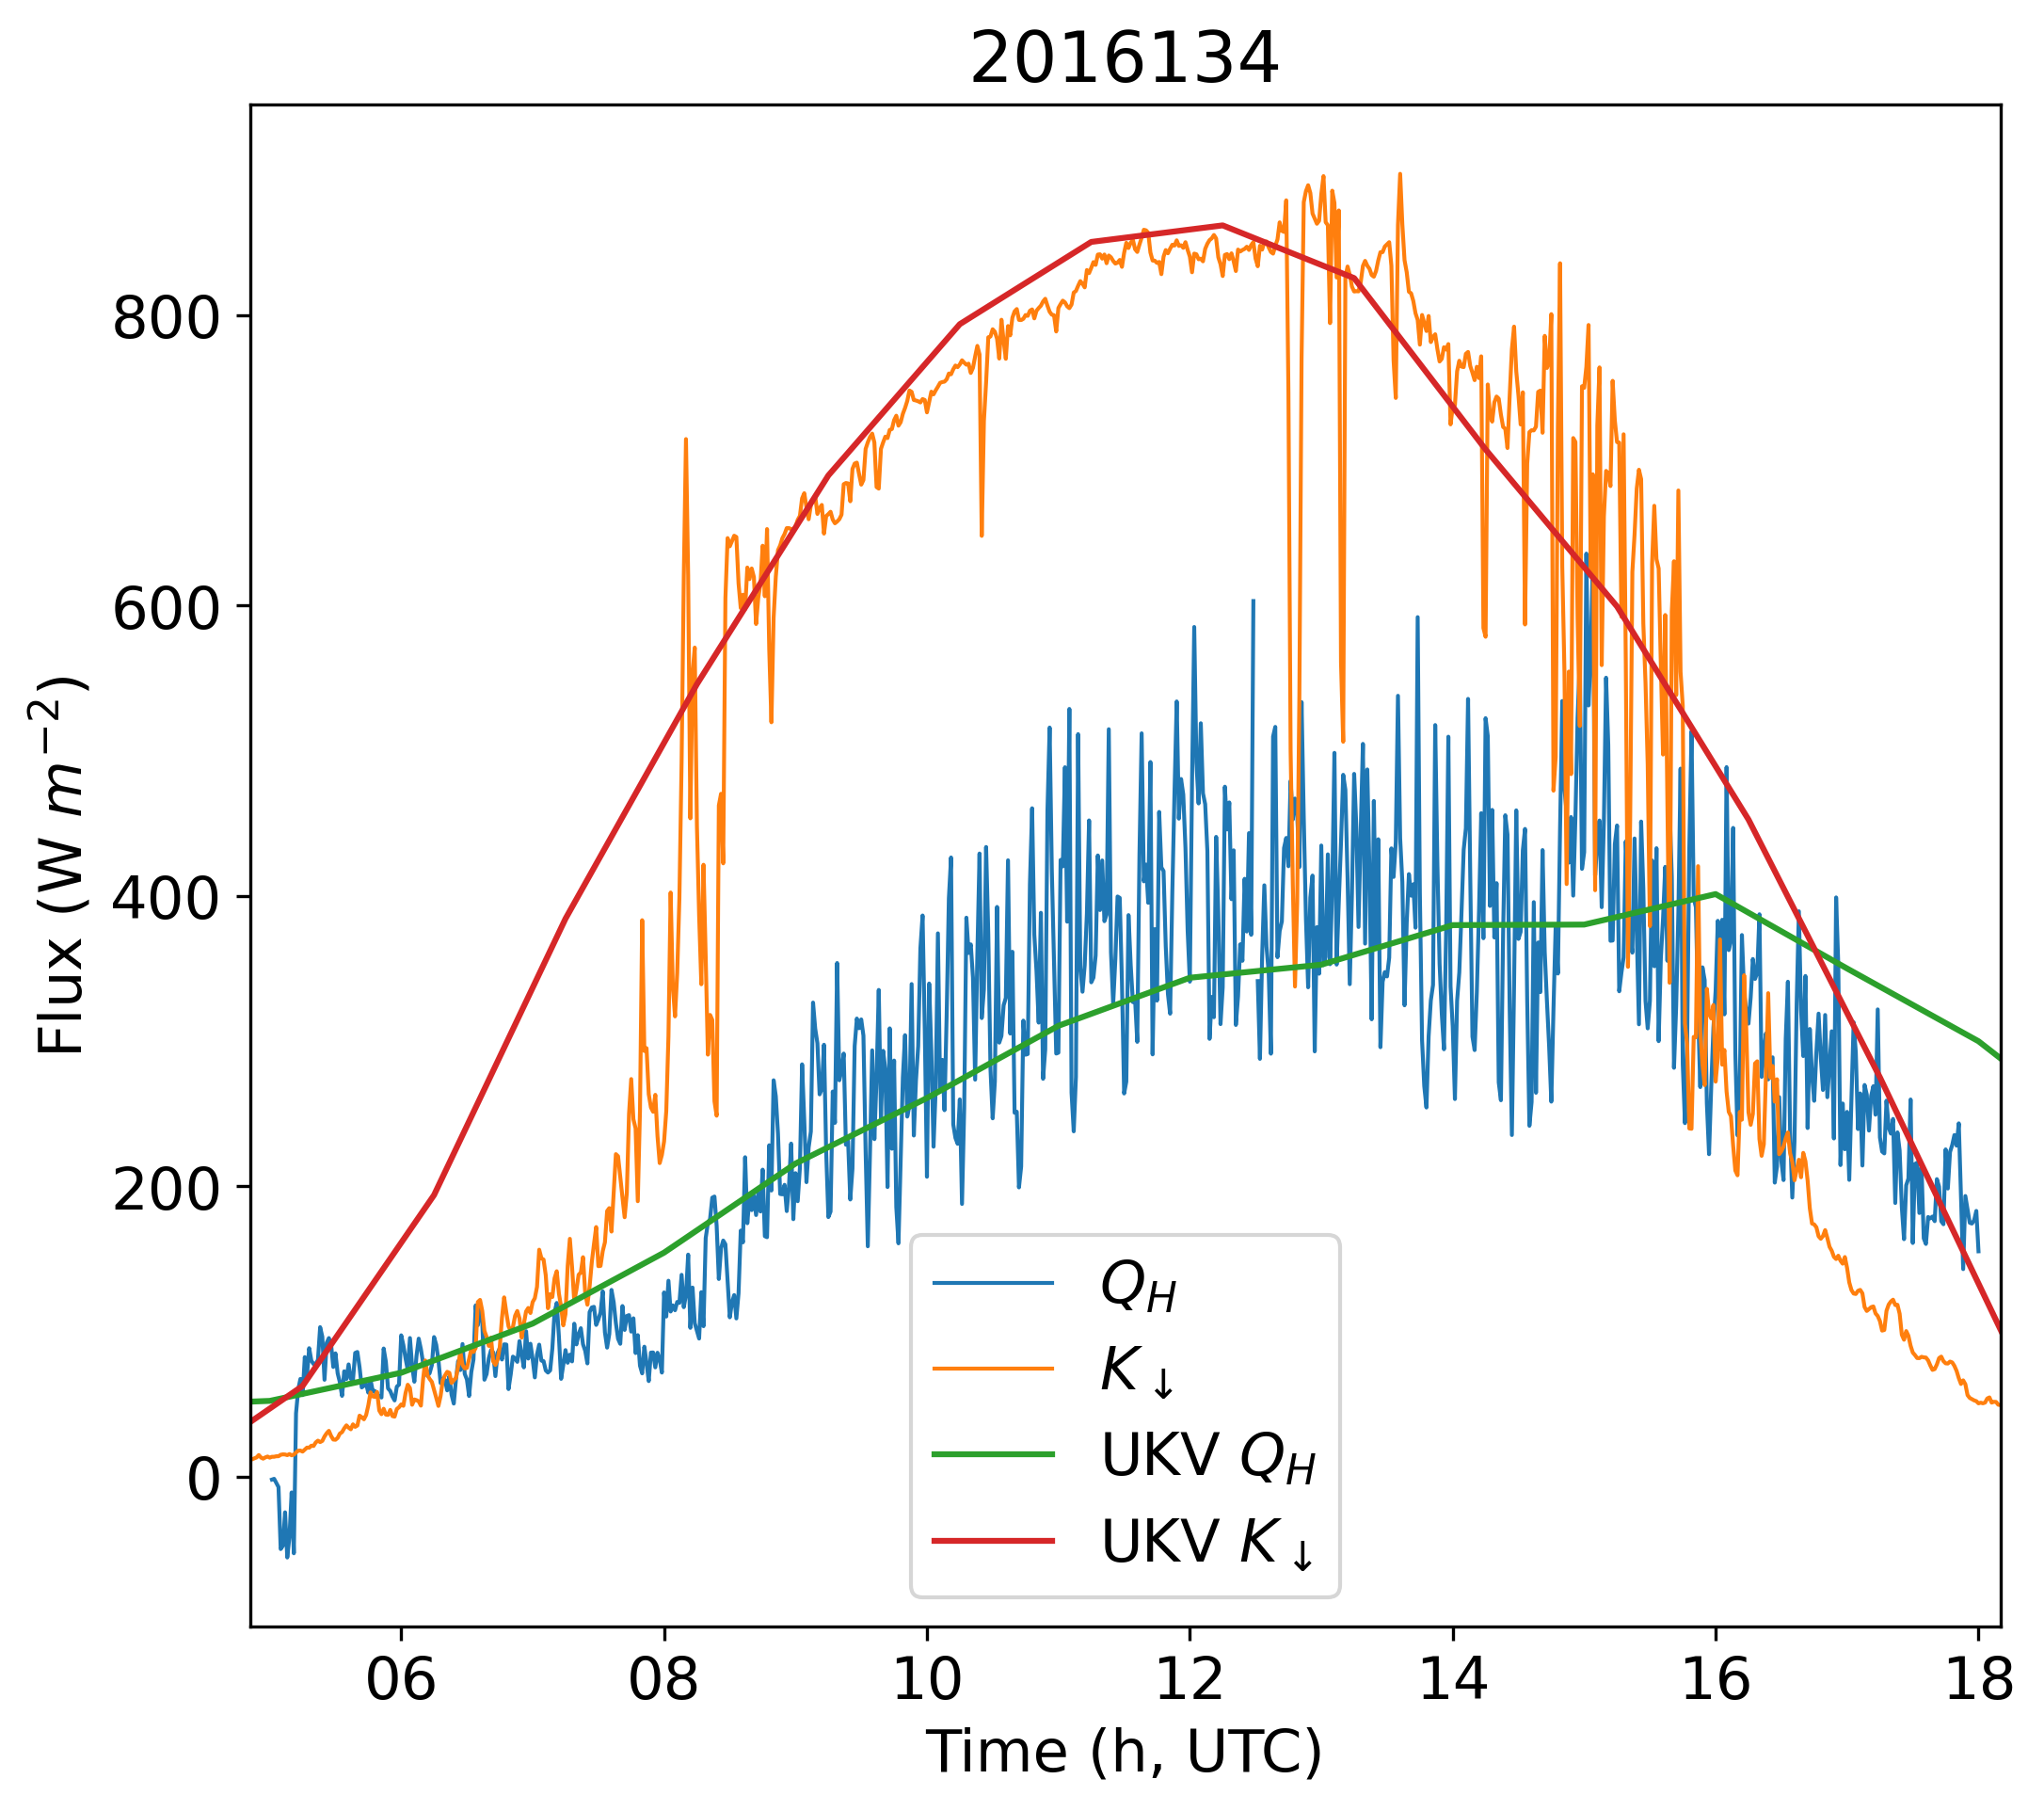 2016134
Flux (W m⁻²)
800
600
400
200
0
Q_H
K↓
UKV Q_H
UKV K↓
06 08 10 12 14 16 18
Time (h, UTC)